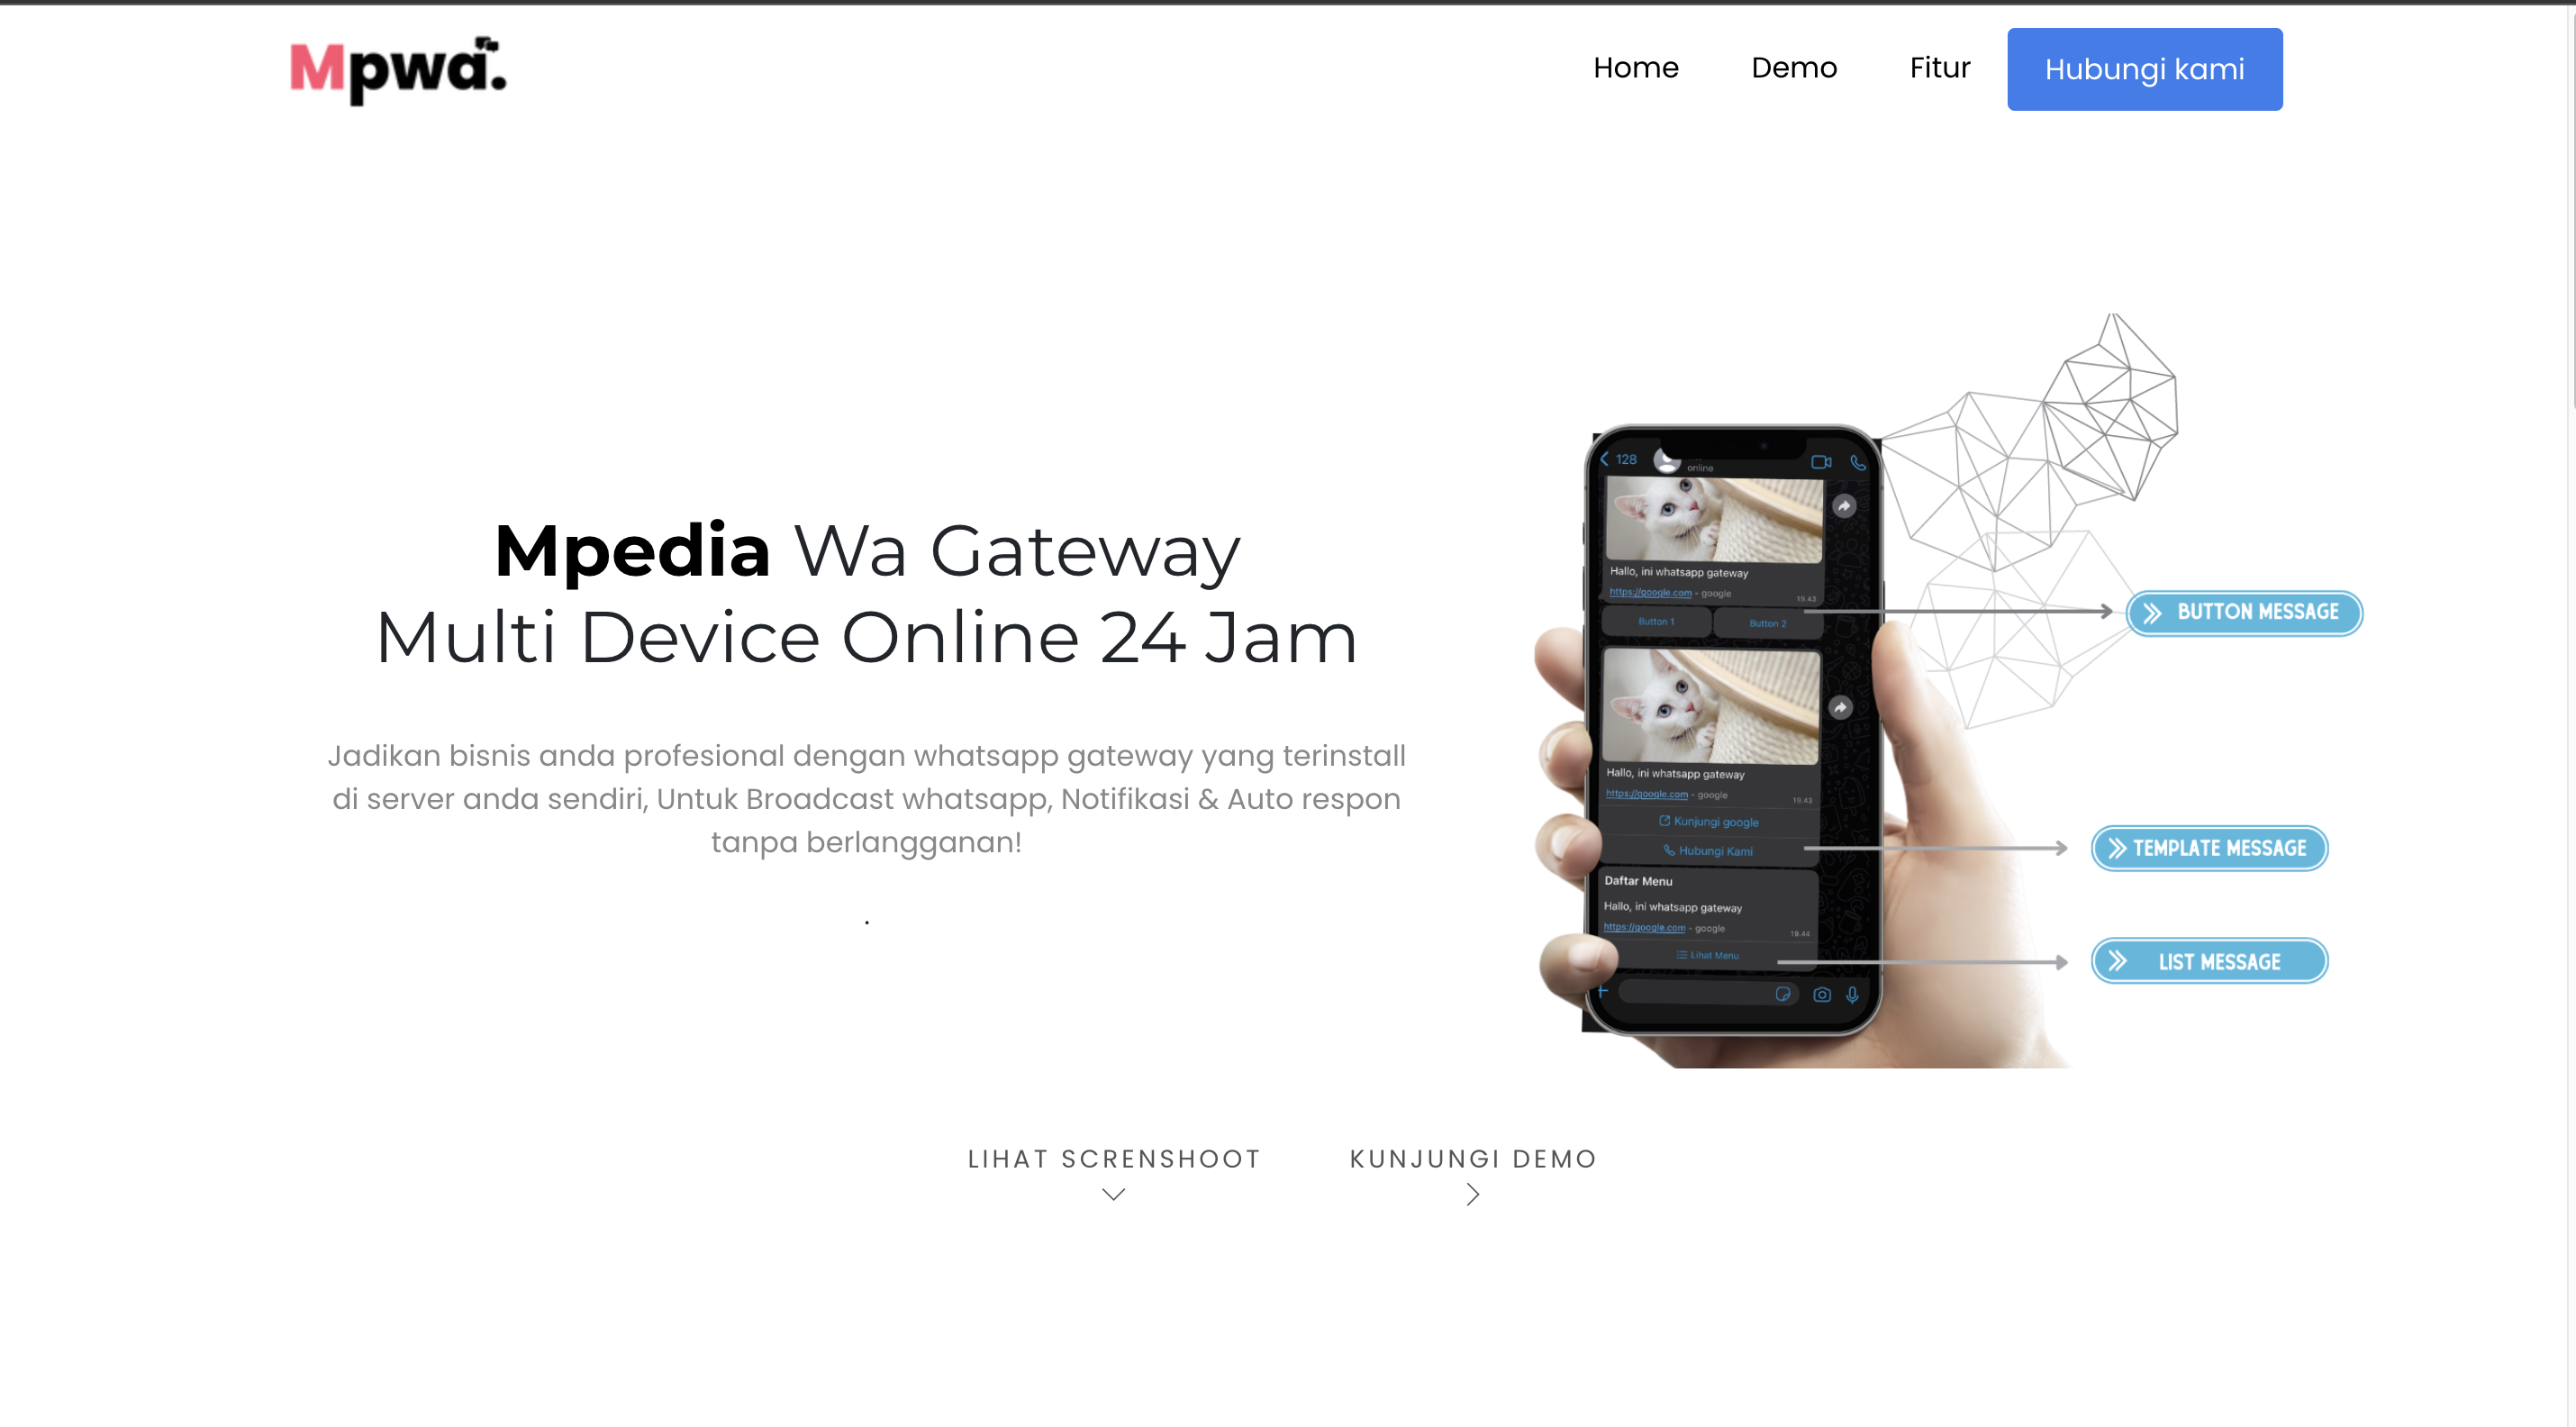 Mpwa.
Home
Demo
Fitur
Hubungi kami
Mpedia Wa Gateway
Multi Device Online 24 Jam
Jadikan bisnis anda profesional dengan whatsapp gateway yang terinstall
di server anda sendiri, Untuk Broadcast whatsapp, Notifikasi & Auto respon
tanpa berlangganan!
.
128
online
Hallo, ini whatsapp gateway
https://google.com - google
19.43
Button 1
Button 2
Hallo, ini whatsapp gateway
https://google.com - google
19.43
Kunjungi google
Hubungi Kami
Daftar Menu
Hallo, ini whatsapp gateway
https://google.com - google
19.44
Lihat Menu
BUTTON MESSAGE
TEMPLATE MESSAGE
LIST MESSAGE
LIHAT SCRENSHOOT
KUNJUNGI DEMO